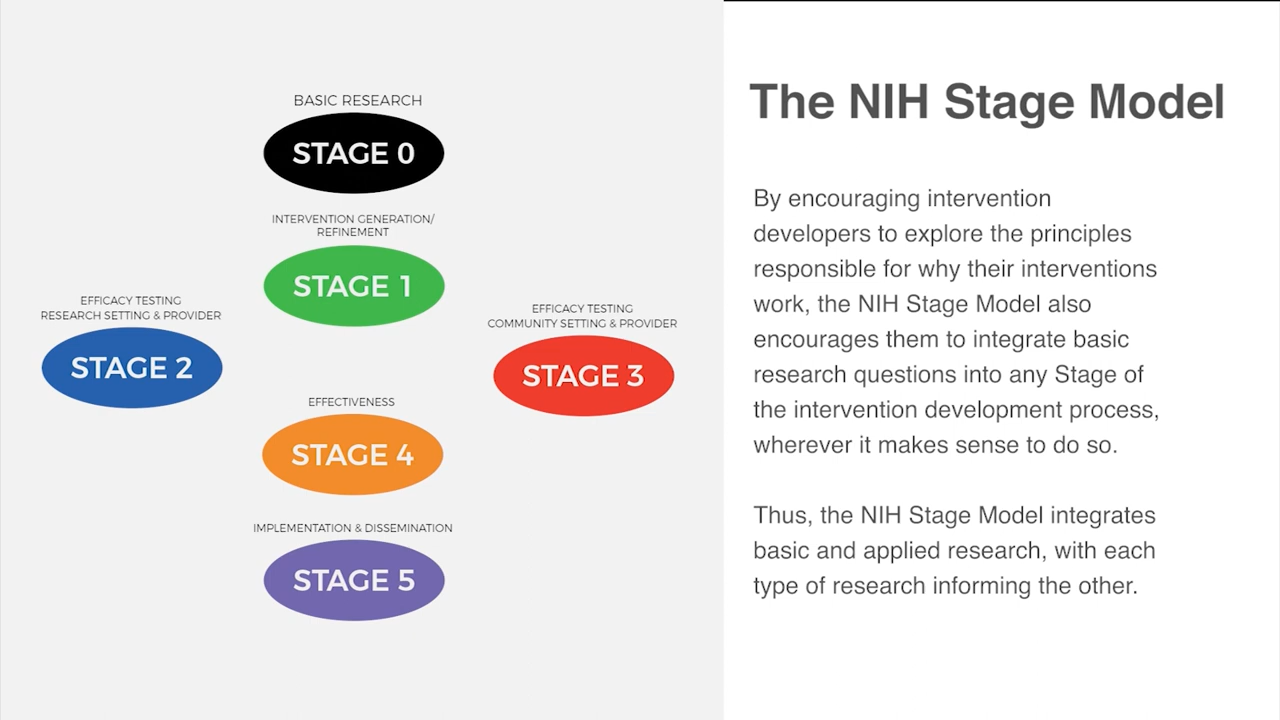 BASIC RESEARCH
STAGE 0
INTERVENTION GENERATION/
REFINEMENT
STAGE 1
EFFICACY TESTING
RESEARCH SETTING & PROVIDER
STAGE 2
EFFICACY TESTING
COMMUNITY SETTING & PROVIDER
STAGE 3
EFFECTIVENESS
STAGE 4
IMPLEMENTATION & DISSEMINATION
STAGE 5
The NIH Stage Model
By encouraging intervention
developers to explore the principles
responsible for why their interventions
work, the NIH Stage Model also
encourages them to integrate basic
research questions into any Stage of
the intervention development process,
wherever it makes sense to do so.
Thus, the NIH Stage Model integrates
basic and applied research, with each
type of research informing the other.